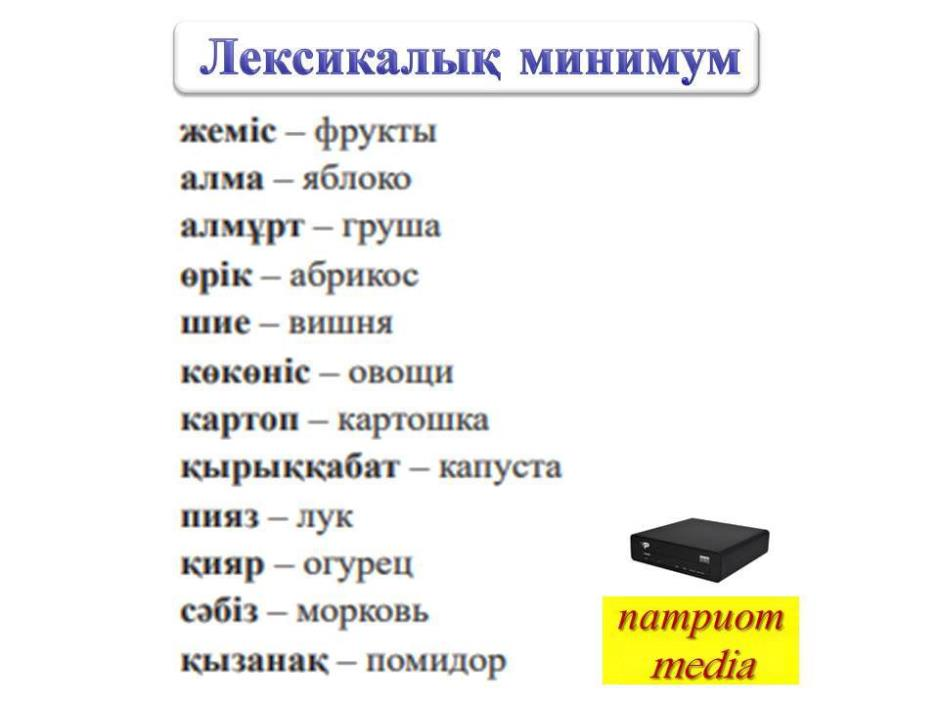 Лексикалық минимум
жеміс – фрукты
алма – яблоко
алмұрт – груша
өрік – абрикос
шие – вишня
көкөніс – овощи
картоп – картошка
қырыққабат – капуста
пияз – лук
қияр – огурец
сәбіз – морковь
қызанақ – помидор
патриот
media